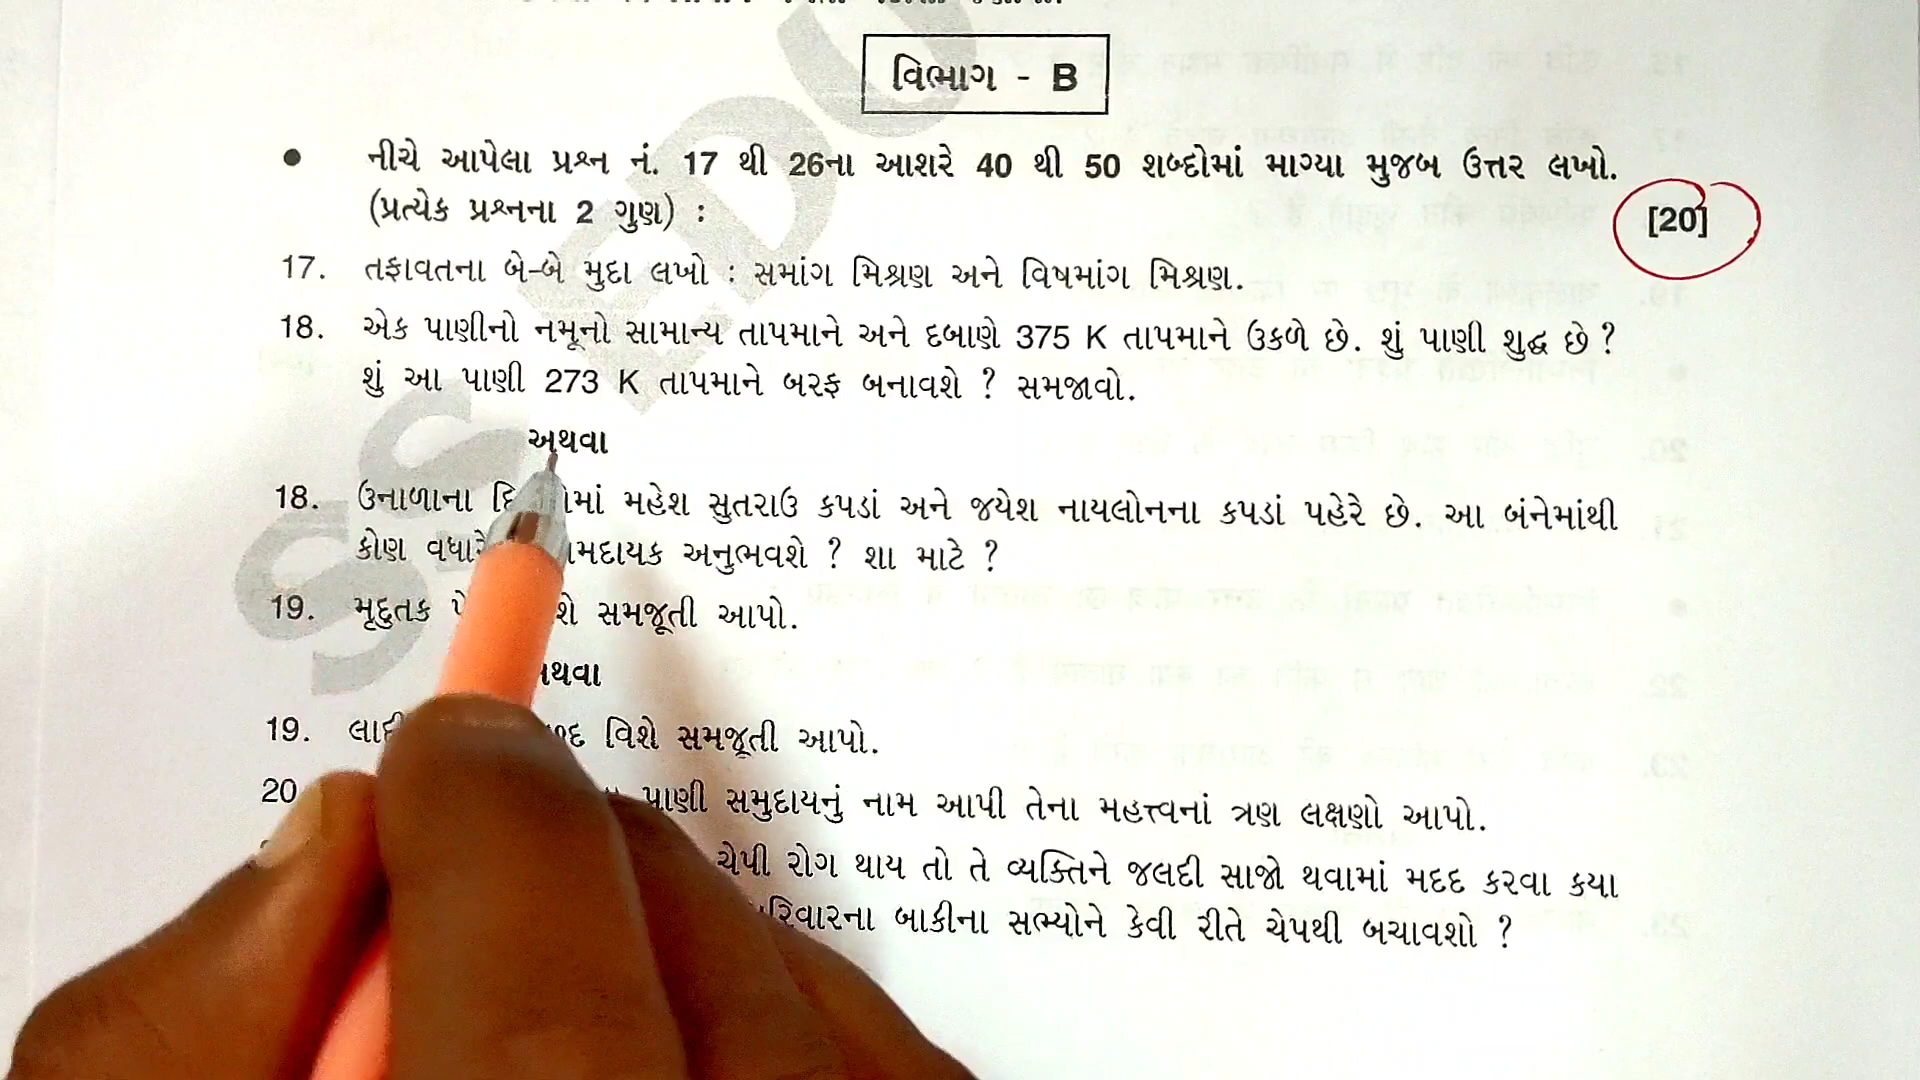 વિભાગ - B
• નીચે આપેલા પ્રશ્ન નં. 17 થી 26ના આશરે 40 થી 50 શબ્દોમાં માગ્યા મુજબ ઉત્તર લખો.
(પ્રત્યેક પ્રશ્નના 2 ગુણ) :
[20]
17. તફાવતના બે-બે મુદા લખો : સમાંગ મિશ્રણ અને વિષમાંગ મિશ્રણ.
18. એક પાણીનો નમૂનો સામાન્ય તાપમાને અને દબાણે 375 K તાપમાને ઉકળે છે. શું પાણી શુદ્ધ છે ?
શું આ પાણી 273 K તાપમાને બરફ બનાવશે ? સમજાવો.
અથવા
18. ઉનાળાના મહેશ સુતરાઉ કપડાં અને જયેશ નાયલોનના કપડાં પહેરે છે. આ બંનેમાંથી
કોણ અનુભવશે ? શા માટે ?
19. મૃદુતક સમજૂતી આપો.
અથવા
19. વિશે સમજૂતી આપો.
20 પ્રાણી સમુદાયનું નામ આપી તેના મહત્ત્વનાં ત્રણ લક્ષણો આપો.
ચેપી રોગ થાય તો તે વ્યક્તિને જલદી સાજો થવામાં મદદ કરવા કયા
બાકીના સભ્યોને કેવી રીતે ચેપથી બચાવશો ?
SS EDU